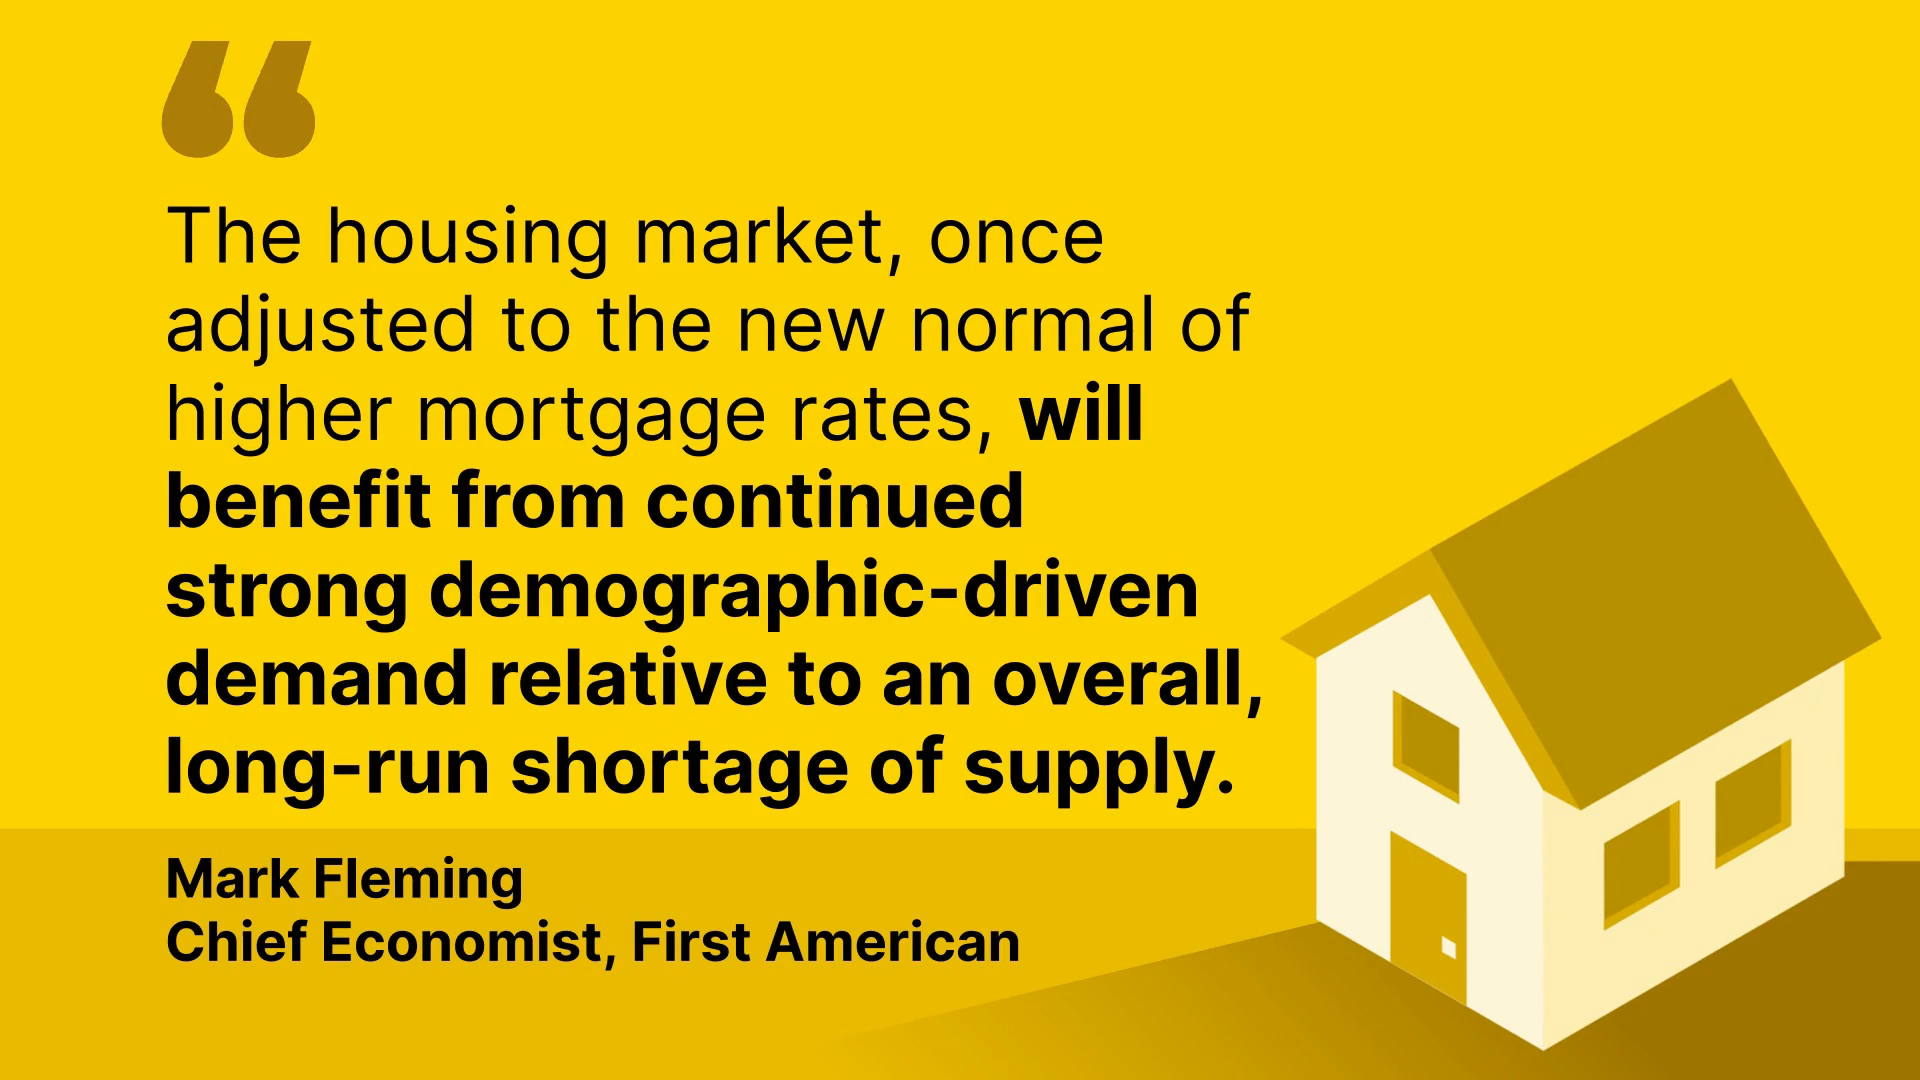 “
The housing market, once
adjusted to the new normal of
higher mortgage rates, will
benefit from continued
strong demographic-driven
demand relative to an overall,
long-run shortage of supply.
Mark Fleming
Chief Economist, First American